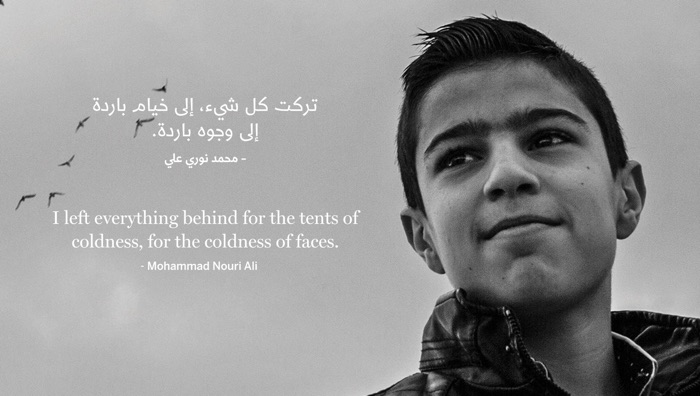 تركت كل شيء، إلى خيام باردة
إلى وجوه باردة.
- محمد نوري علي
I left everything behind for the tents of
coldness, for the coldness of faces.
- Mohammad Nouri Ali